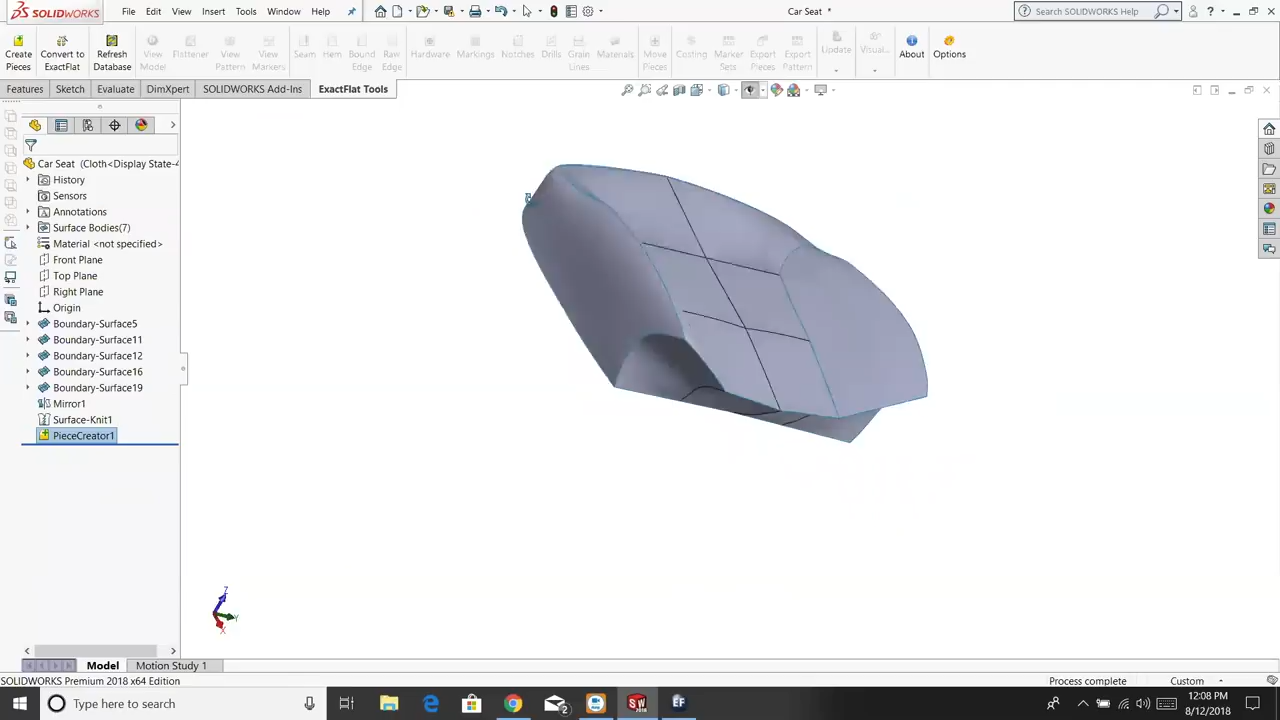 SOLIDWORKS File Edit View Insert Tools Window Help Car Seat * Search SOLIDWORKS Help
Create Pieces Convert to ExactFlat Refresh Database View Model Flattener View Pattern View Markers Seam Hem Bound Edge Raw Edge Hardware Markings Notches Drills Grain Lines Materials Move Pieces Costing Marker Sets Export Pieces Export Pattern Update Visual... About Options
Features Sketch Evaluate DimXpert SOLIDWORKS Add-Ins ExactFlat Tools
Car Seat (Cloth<Display State-4
History
Sensors
Annotations
Surface Bodies(7)
Material <not specified>
Front Plane
Top Plane
Right Plane
Origin
Boundary-Surface5
Boundary-Surface11
Boundary-Surface12
Boundary-Surface16
Boundary-Surface19
Mirror1
Surface-Knit1
PieceCreator1
Z
Y
X
Model Motion Study 1
SOLIDWORKS Premium 2018 x64 Edition Process complete Custom
Type here to search 2 SW 2018 EF 12:08 PM
8/12/2018